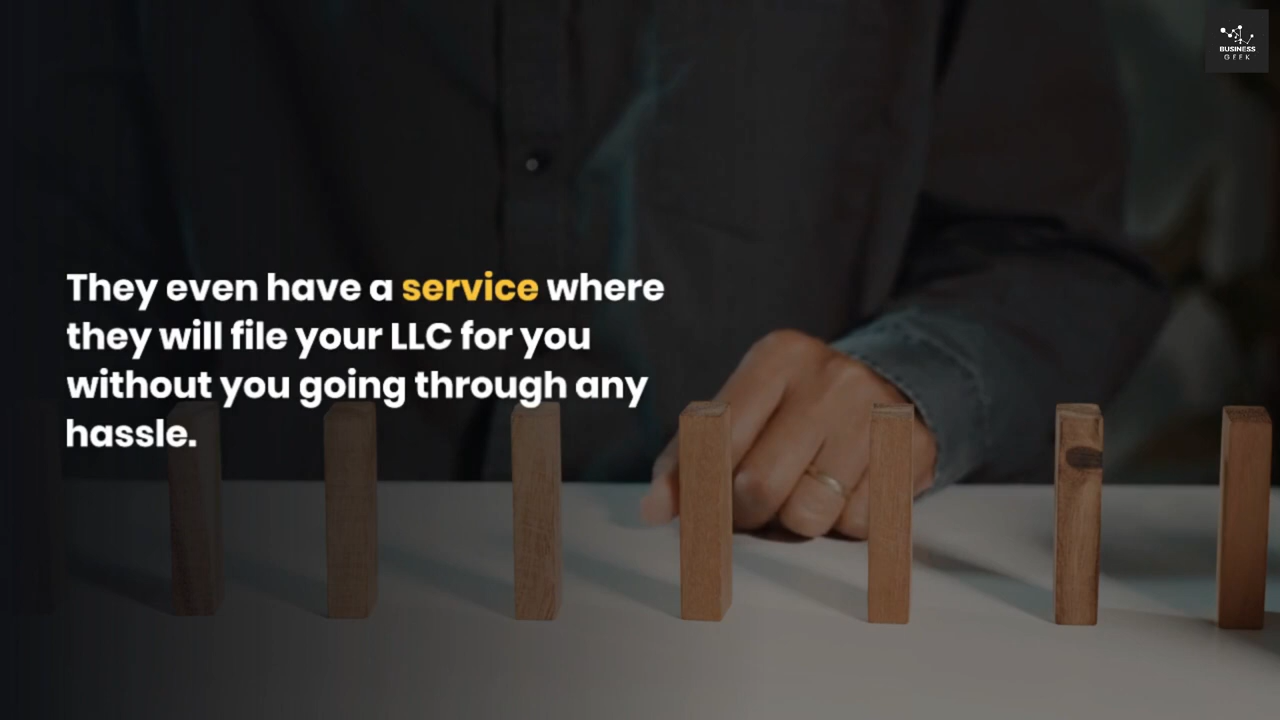 BUSINESS
GEEK
They even have a service where
they will file your LLC for you
without you going through any
hassle.